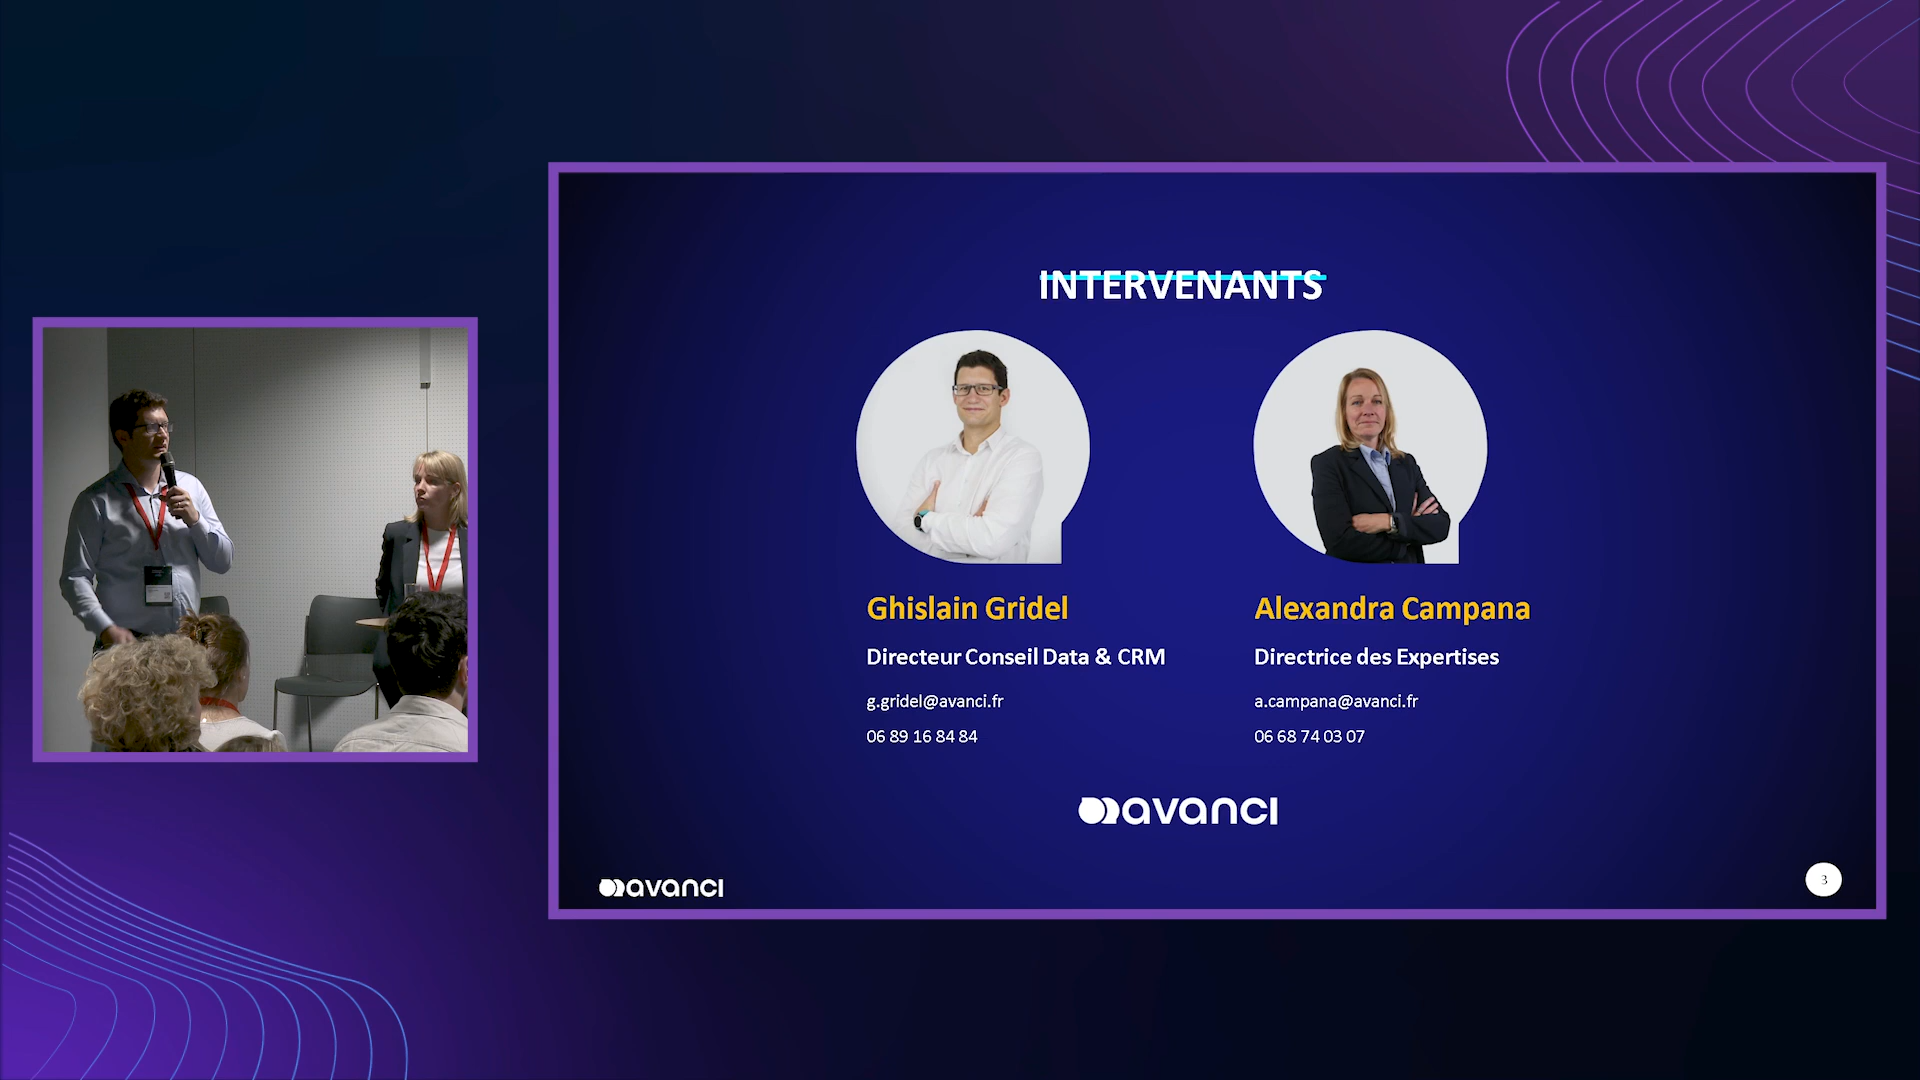 INTERVENANTS
Ghislain Gridel
Directeur Conseil Data & CRM
g.gridel@avanci.fr
06 89 16 84 84
Alexandra Campana
Directrice des Expertises
a.campana@avanci.fr
06 68 74 03 07
avanci
avanci
3